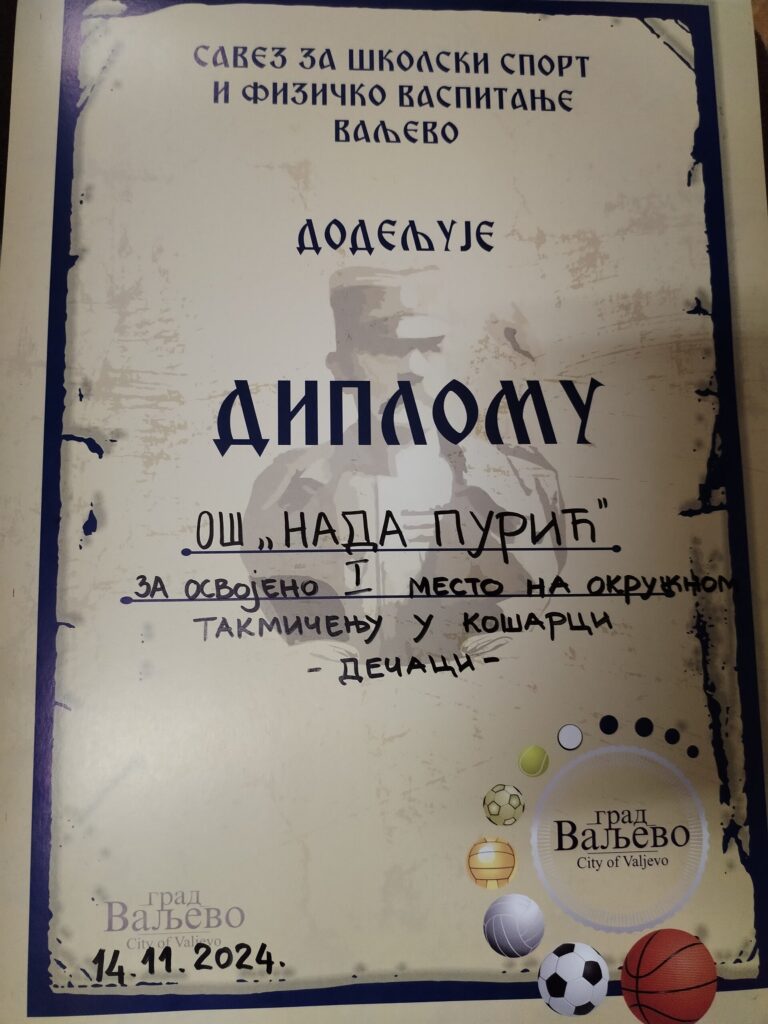 САВЕЗ ЗА ШКОЛСКИ СПОРТ
И ФИЗИЧКО ВАСПИТАЊЕ
ВАЉЕВО
ДОДЕЉУЈЕ
ДИПЛОМУ
ОШ „НАДА ПУРИЋ"
ЗА ОСВОЈЕНО I МЕСТО НА ОКРУЖНОМ
ТАКМИЧЕЊУ У КОШАРЦИ
- ДЕЧАЦИ -
град
Ваљево
City of Valjevo
град
Ваљево
City of Valjevo
14.11.2024.